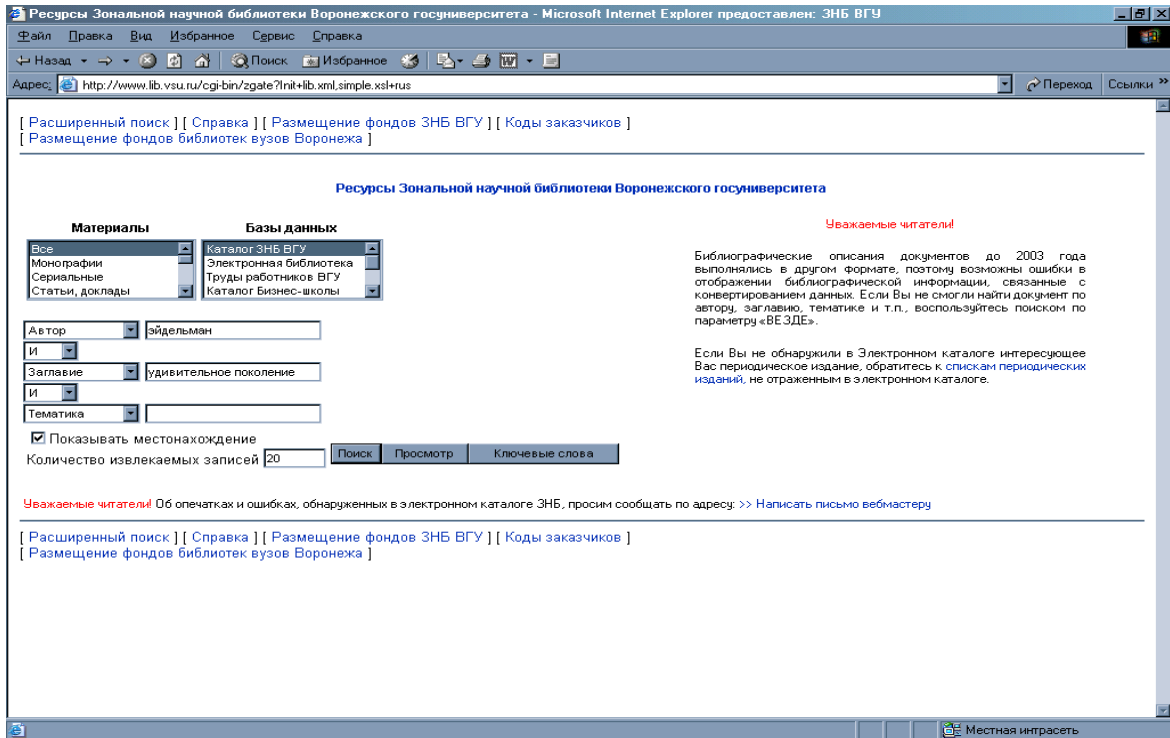 Ресурсы Зональной научной библиотеки Воронежского госуниверситета - Microsoft Internet Explorer предоставлен: ЗНБ ВГУ
Файл Правка Вид Избранное Сервис Справка
Назад Поиск Избранное
Адрес: http://www.lib.vsu.ru/cgi-bin/zgate?Init+lib.xml,simple.xsl+rus Переход Ссылки »
[ Расширенный поиск ] [ Справка ] [ Размещение фондов ЗНБ ВГУ ] [ Коды заказчиков ]
[ Размещение фондов библиотек вузов Воронежа ]
Ресурсы Зональной научной библиотеки Воронежского госуниверситета
Материалы Базы данных
Все Каталог ЗНБ ВГУ
Монографии Электронная библиотека
Сериальные Труды работников ВГУ
Статьи, доклады Каталог Бизнес-школы
Автор эйдельман
И
Заглавие удивительное поколение
И
Тематика
Показывать местонахождение
Количество извлекаемых записей 20 Поиск Просмотр Ключевые слова
Уважаемые читатели!
Библиографические описания документов до 2003 года
выполнялись в другом формате, поэтому возможны ошибки в
отображении библиографической информации, связанные с
конвертированием данных. Если Вы не смогли найти документ по
автору, заглавию, тематике и т.п., воспользуйтесь поиском по
параметру «ВЕЗДЕ».
Если Вы не обнаружили в Электронном каталоге интересующее
Вас периодическое издание, обратитесь к спискам периодических
изданий, не отраженным в электронном каталоге.
Уважаемые читатели! Об опечатках и ошибках, обнаруженных в электронном каталоге ЗНБ, просим сообщать по адресу: >> Написать письмо вебмастеру
[ Расширенный поиск ] [ Справка ] [ Размещение фондов ЗНБ ВГУ ] [ Коды заказчиков ]
[ Размещение фондов библиотек вузов Воронежа ]
Местная интрасеть